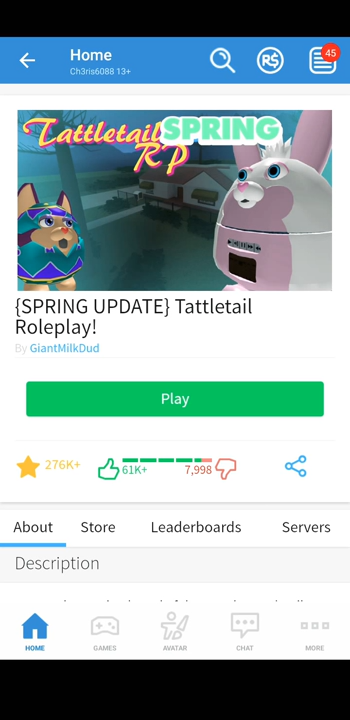 Home
Ch3ris6088 13+
R$
45
Tattletail SPRING
RP
{SPRING UPDATE} Tattletail
Roleplay!
By GiantMilkDud
Play
276K+
61K+
7,998
About Store Leaderboards Servers
Description
HOME GAMES AVATAR CHAT MORE